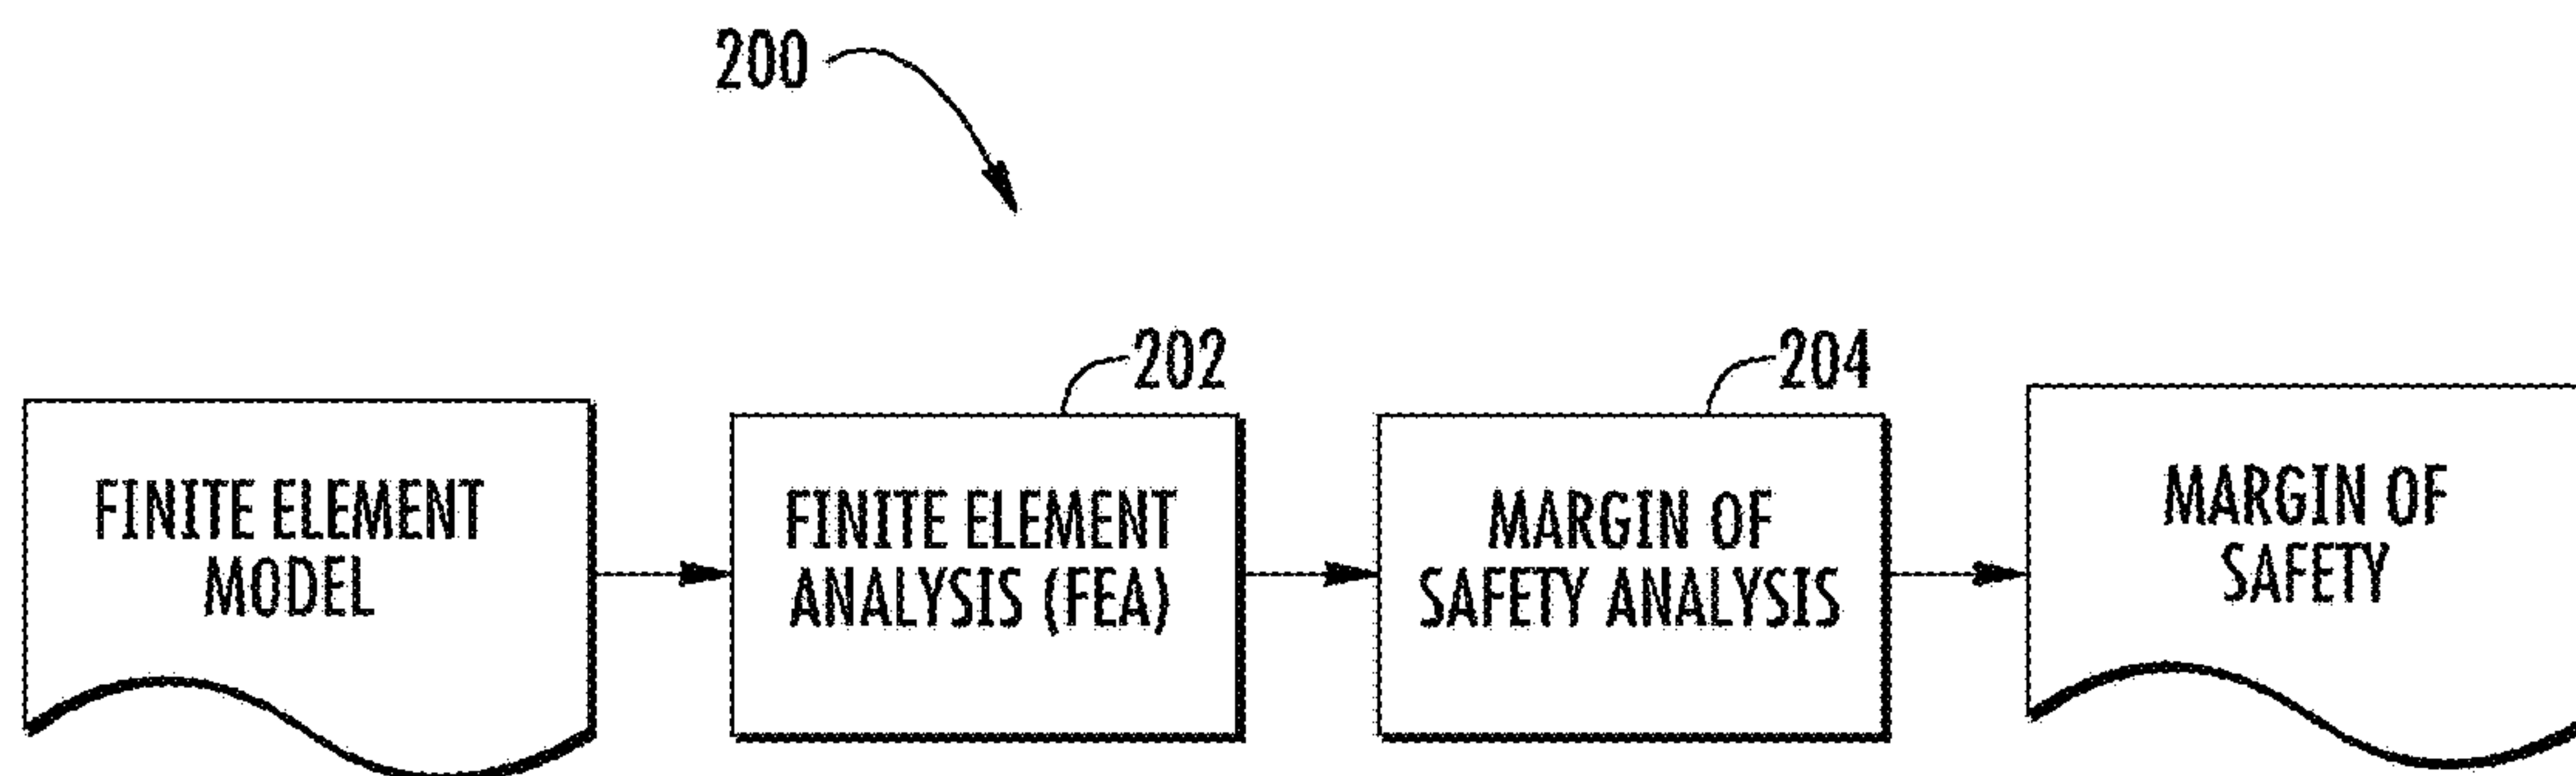 200
202
204
FINITE ELEMENT
MODEL
FINITE ELEMENT
ANALYSIS (FEA)
MARGIN OF
SAFETY ANALYSIS
MARGIN OF
SAFETY